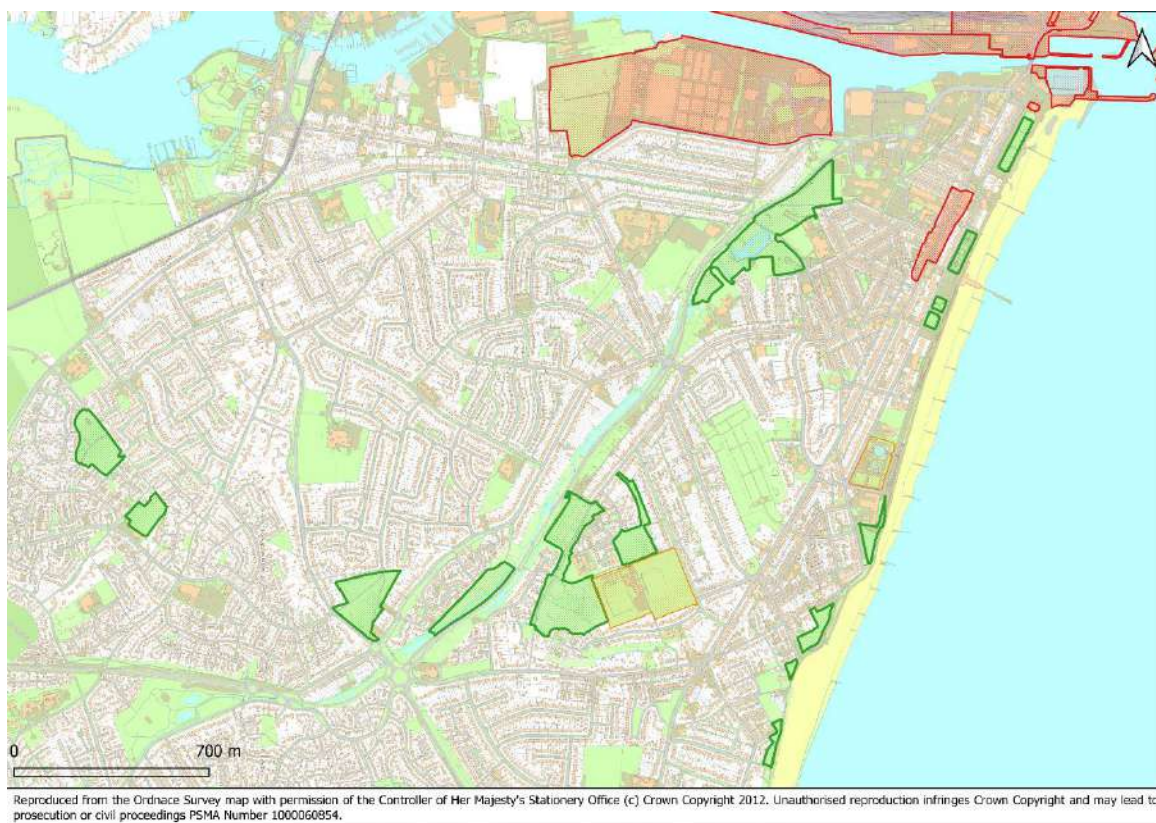 0
700 m
Reproduced from the Ordnace Survey map with permission of the Controller of Her Majesty's Stationery Office (c) Crown Copyright 2012. Unauthorised reproduction infringes Crown Copyright and may lead to
prosecution or civil proceedings PSMA Number 1000060854.